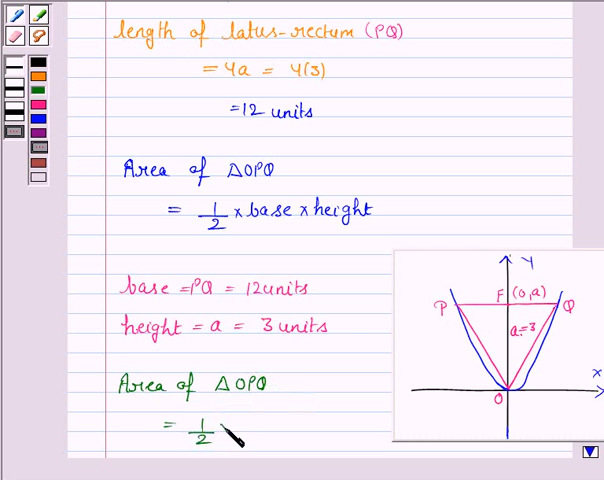 length of latus-rectum (PQ)
= 4a = 4(3)
=12 units
Area of ΔOPQ
= 1/2 × base × height
base = PQ = 12 units
height = a = 3 units
Area of ΔOPQ
= 1/2
Y
F (0,a)
P Q
a=3
X
O